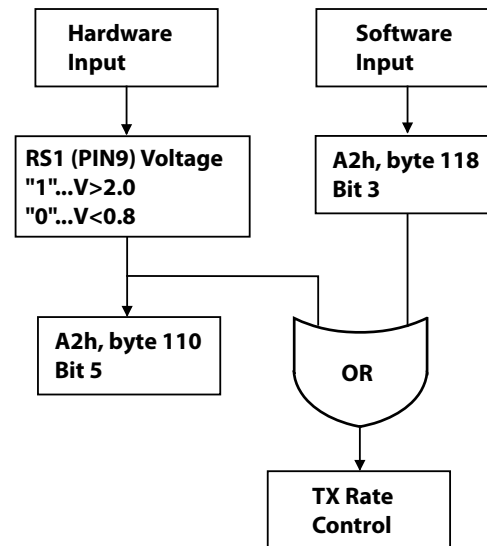 Hardware
Input
Software
Input
RS1 (PIN9) Voltage
"1"...V>2.0
"0"...V<0.8
A2h, byte 118
Bit 3
A2h, byte 110
Bit 5
OR
TX Rate
Control